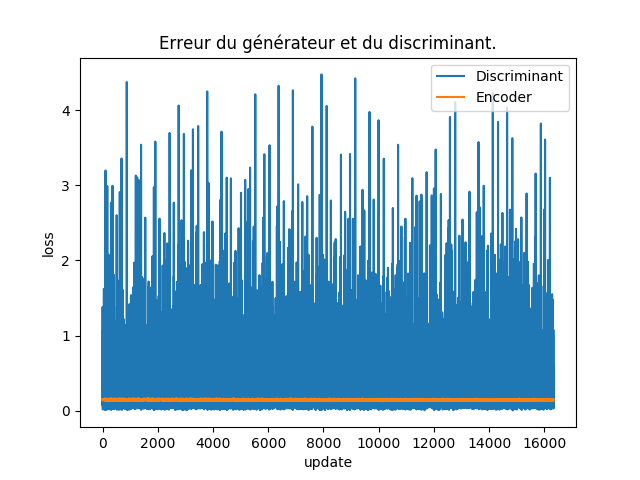 Erreur du générateur et du discriminant.
Discriminant
Encoder
loss
4
3
2
1
0
0 2000 4000 6000 8000 10000 12000 14000 16000
update